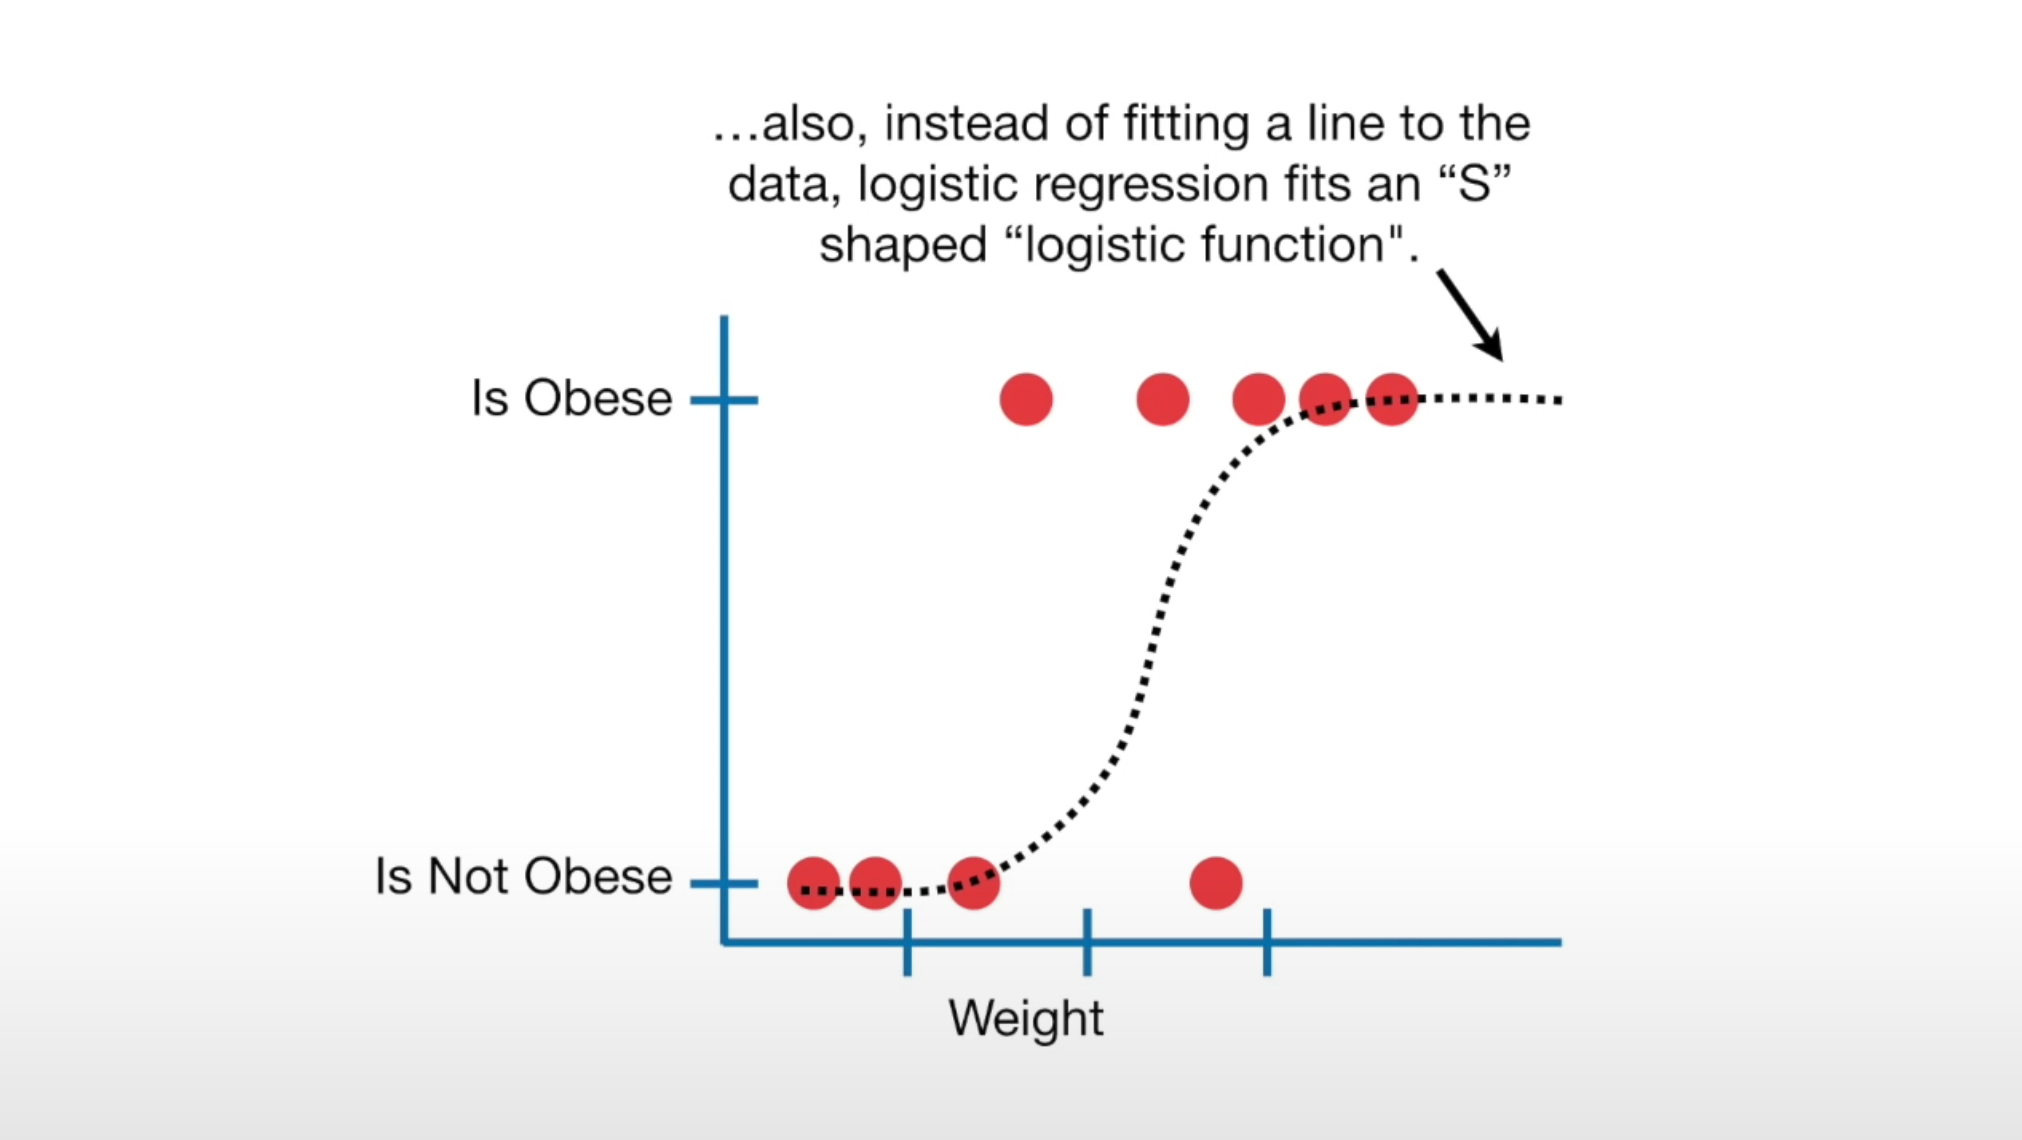 ...also, instead of fitting a line to the
data, logistic regression fits an “S”
shaped “logistic function".
Is Obese
Is Not Obese
Weight